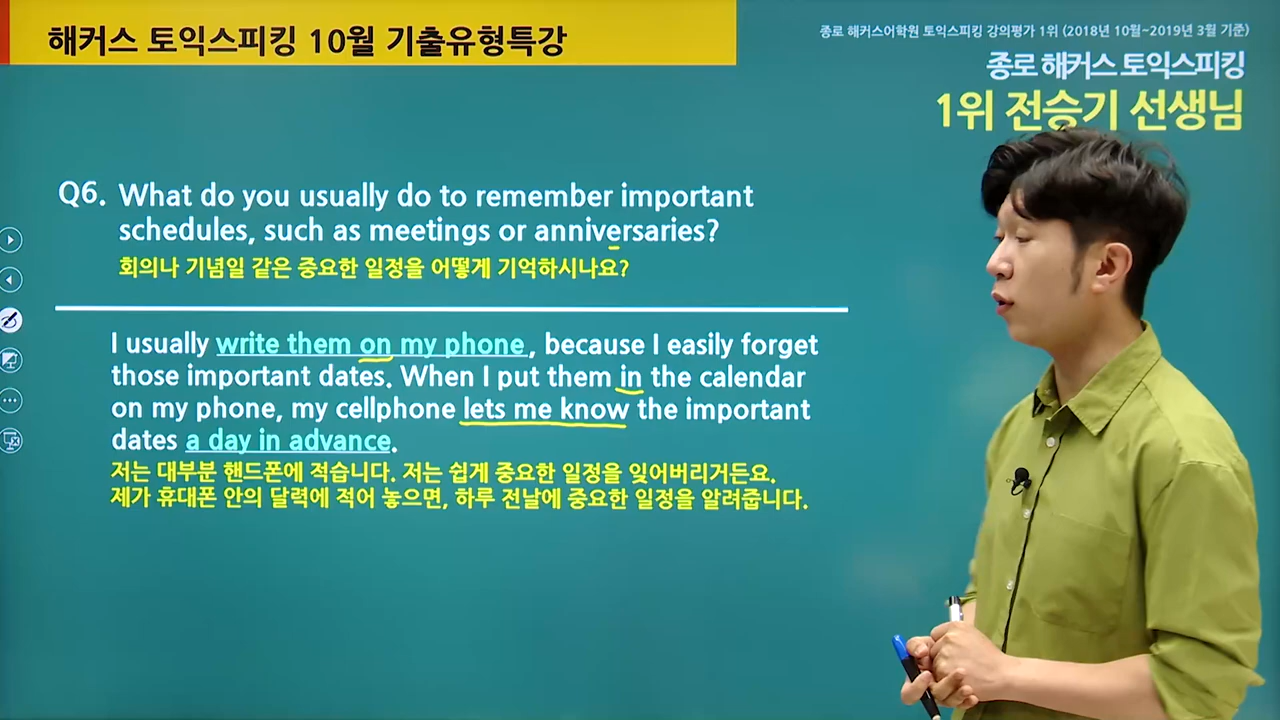 해커스 토익스피킹 10월 기출유형특강
종로 해커스어학원 토익스피킹 강의평가 1위 (2018년 10월~2019년 3월 기준)
종로 해커스 토익스피킹
1위 전승기 선생님
Q6. What do you usually do to remember important
schedules, such as meetings or anniversaries?
회의나 기념일 같은 중요한 일정을 어떻게 기억하시나요?
I usually write them on my phone, because I easily forget
those important dates. When I put them in the calendar
on my phone, my cellphone lets me know the important
dates a day in advance.
저는 대부분 핸드폰에 적습니다. 저는 쉽게 중요한 일정을 잊어버리거든요.
제가 휴대폰 안의 달력에 적어 놓으면, 하루 전날에 중요한 일정을 알려줍니다.